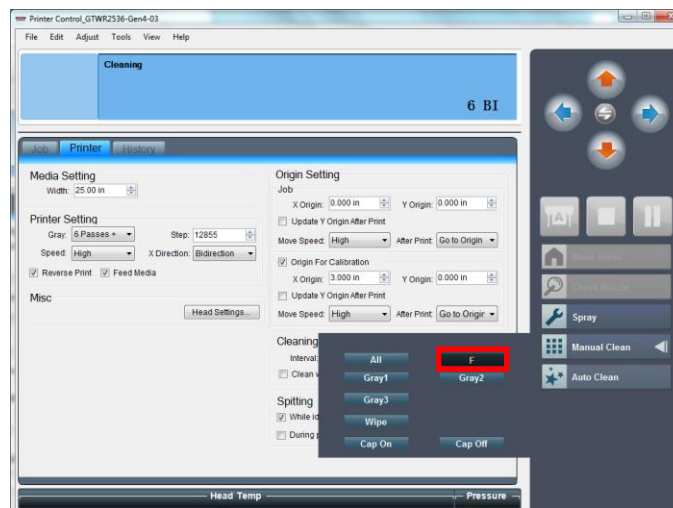 Printer Control_GTWR2536-Gen4-03
File Edit Adjust Tools View Help
Cleaning
6 BI
Job Printer History
Media Setting
Width: 25.00 in
Printer Setting
Gray: 6 Passes + Step: 12855
Speed: High X Direction: Bidirection
Reverse Print Feed Media
Misc
Head Settings...
Origin Setting
Job
X Origin: 0.000 in Y Origin: 0.000 in
Update Y Origin After Print
Move Speed: High After Print: Go to Origin
Origin For Calibration
X Origin: 3.000 in Y Origin: 0.000 in
Update Y Origin After Print
Move Speed: High After Print: Go to Origin
Cleaning
Interval:
Clean
Spitting
While
During
All F
Gray1 Gray2
Gray3
Wipe
Cap On Cap Off
A
Move Home
Check Nozzle
Spray
Manual Clean
Auto Clean
Head Temp Pressure